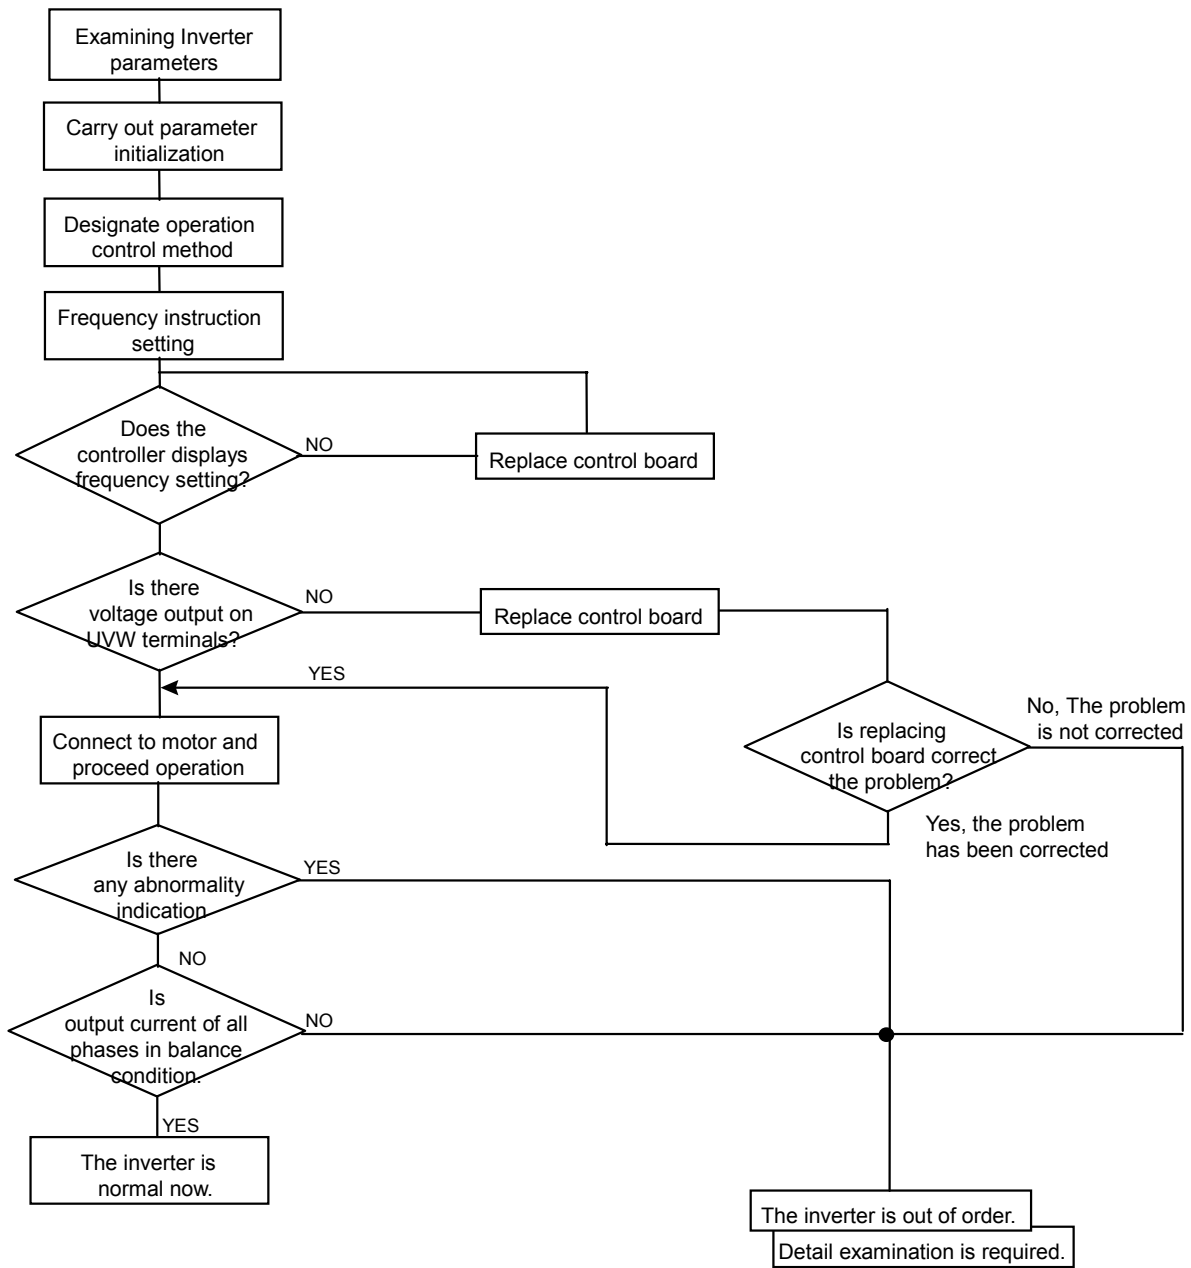 Examining Inverter
parameters
Carry out parameter
initialization
Designate operation
control method
Frequency instruction
setting
Does the
controller displays
frequency setting?
NO
Replace control board
Is there
voltage output on
UVW terminals?
NO
Replace control board
YES
Is replacing
control board correct
the problem?
No, The problem
is not corrected
Yes, the problem
has been corrected
Connect to motor and
proceed operation
Is there
any abnormality
indication
YES
NO
Is
output current of all
phases in balance
condition.
NO
YES
The inverter is
normal now.
The inverter is out of order.
Detail examination is required.